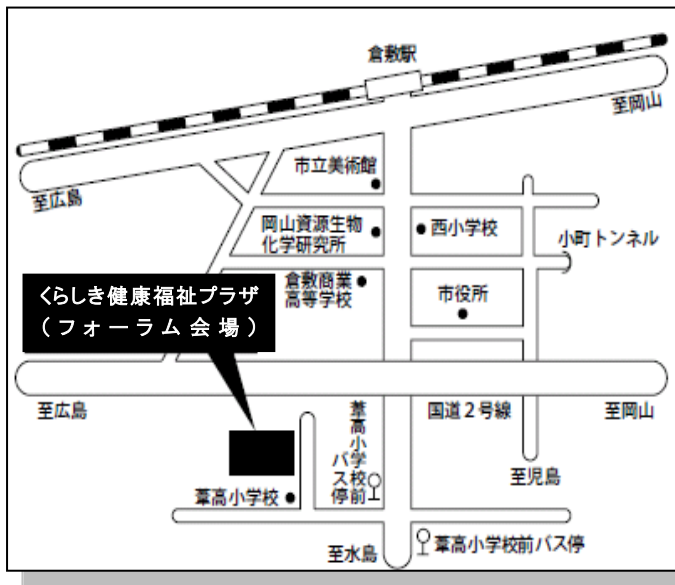 倉敷駅
至岡山
市立美術館
至広島
岡山資源生物
化学研究所
西小学校
小町トンネル
倉敷商業
高等学校
市役所
くらしき健康福祉プラザ
(フォーラム会場)
至広島
葦高小学校前
バス停
国道2号線
至岡山
至児島
葦高小学校
至水島
葦高小学校前バス停